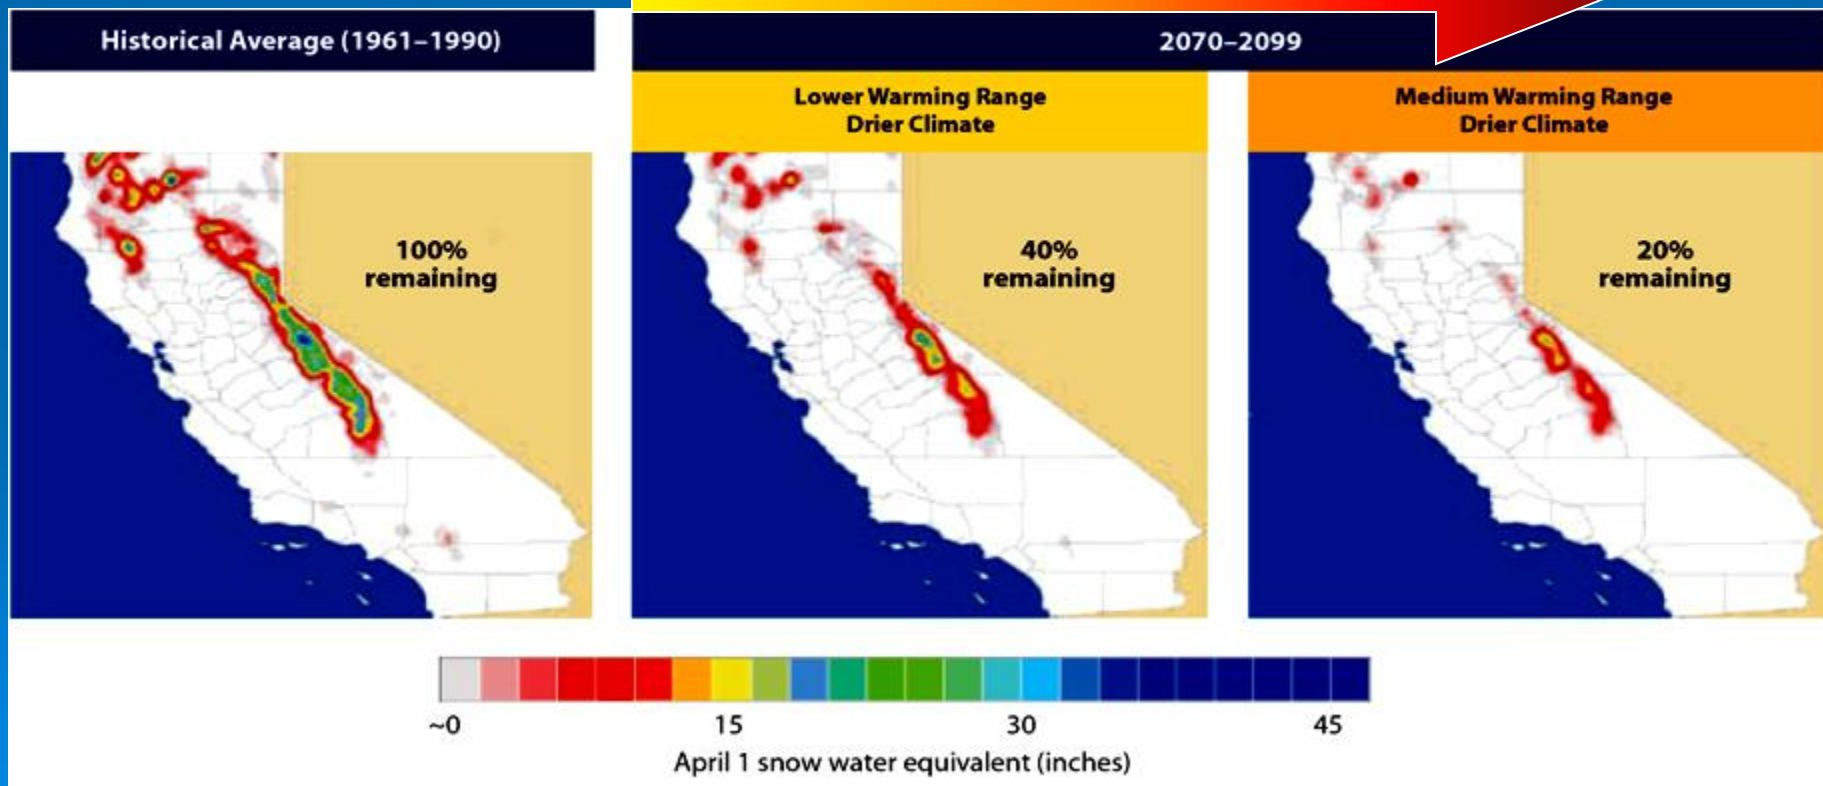 Historical Average (1961–1990)
2070–2099
Lower Warming Range
Drier Climate
Medium Warming Range
Drier Climate
100%
remaining
40%
remaining
20%
remaining
~0
15
30
45
April 1 snow water equivalent (inches)